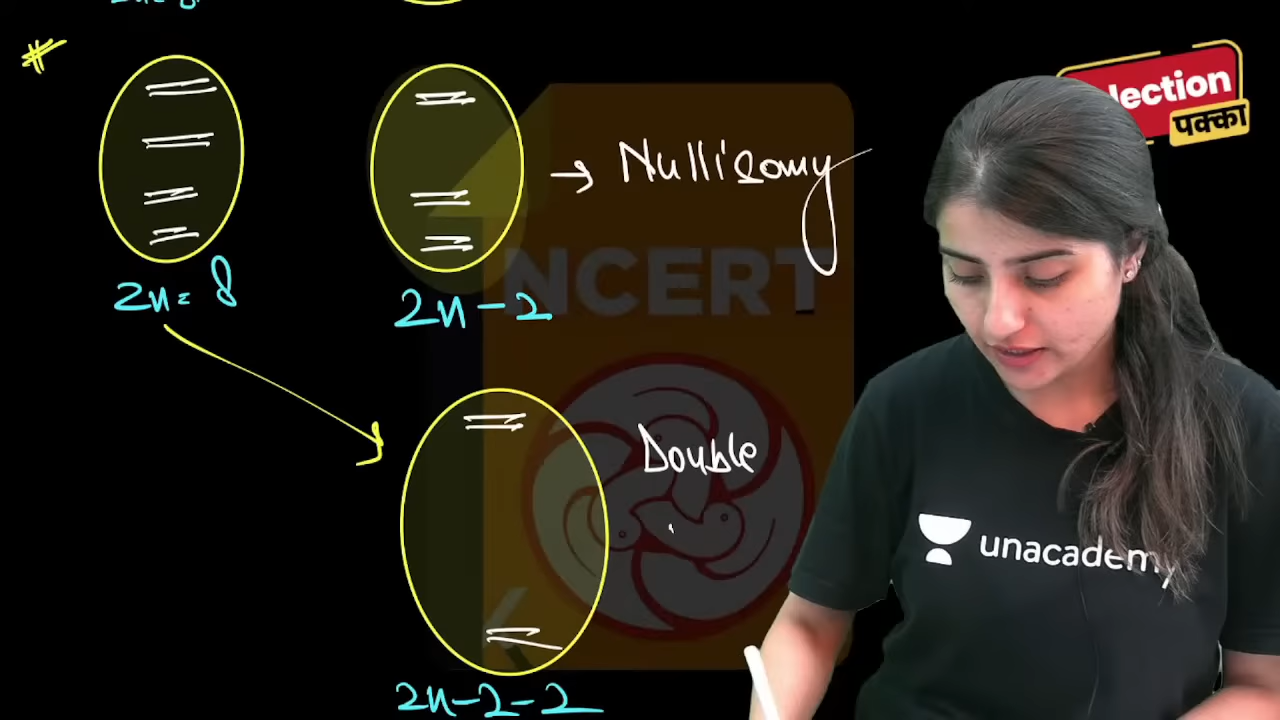 #
2n = 8
2n - 2
→ Nullisomy
NCERT
Double
2n-2-2
lection
पक्का
unacademy